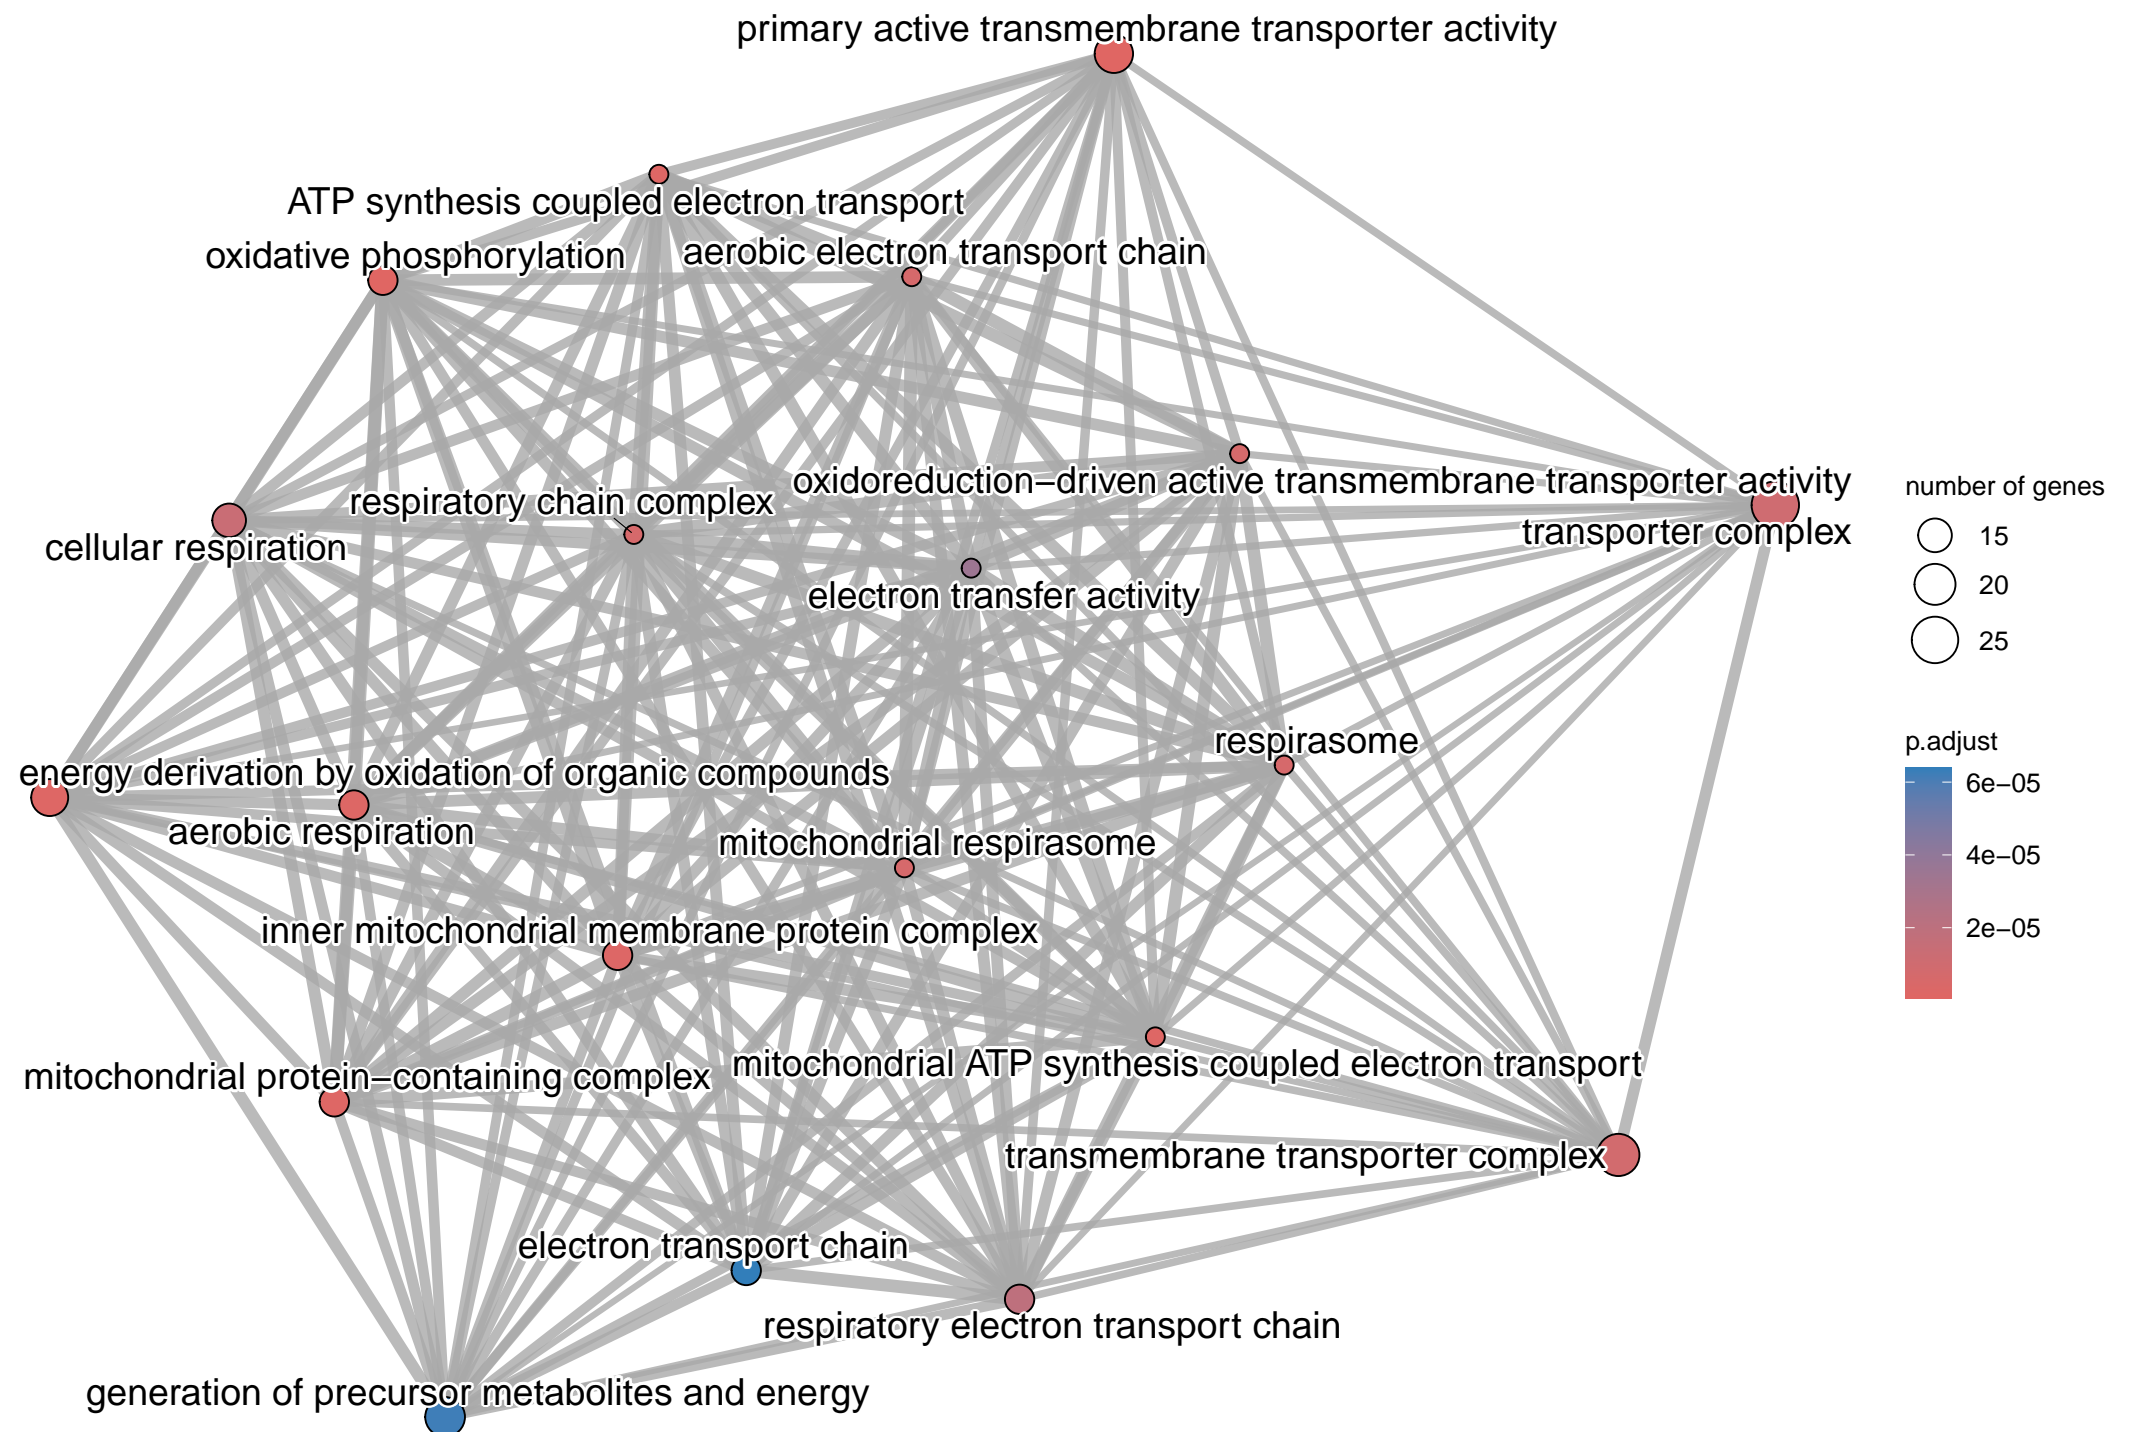 primary active transmembrane transporter activity
ATP synthesis coupled electron transport
oxidative phosphorylation
aerobic electron transport chain
oxidoreduction−driven active transmembrane transporter activity
respiratory chain complex
transporter complex
cellular respiration
electron transfer activity
respirasome
energy derivation by oxidation of organic compounds
aerobic respiration
mitochondrial respirasome
inner mitochondrial membrane protein complex
mitochondrial protein−containing complex
mitochondrial ATP synthesis coupled electron transport
transmembrane transporter complex
electron transport chain
respiratory electron transport chain
generation of precursor metabolites and energy
number of genes
15
20
25
p.adjust
6e−05
4e−05
2e−05